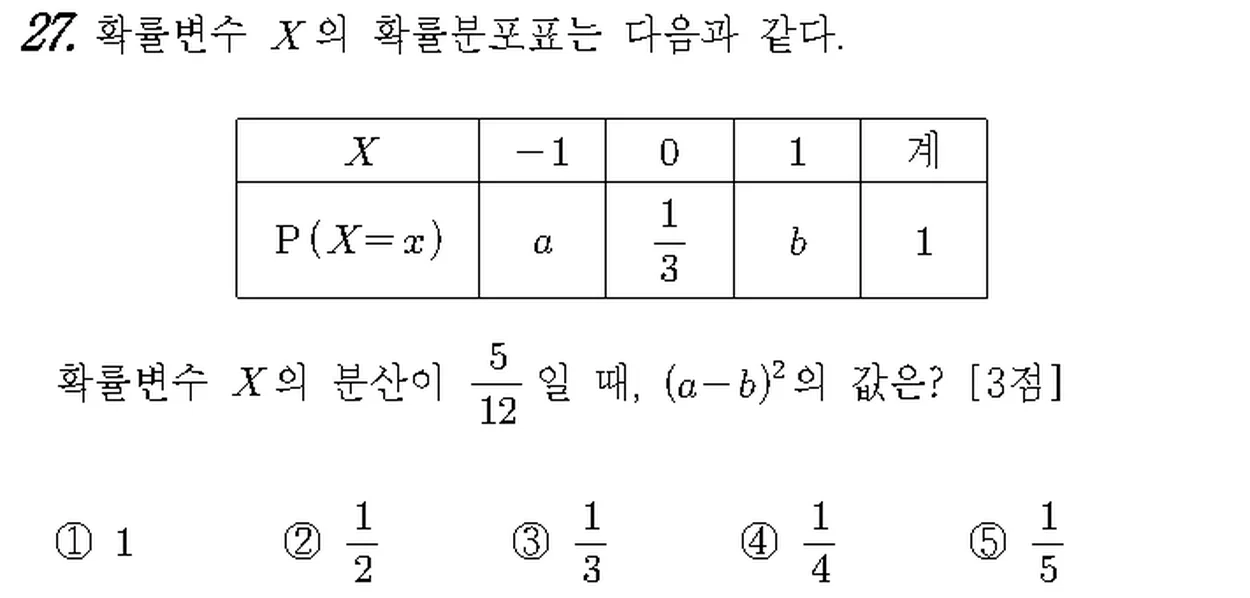 27. 확률변수 X의 확률분포표는 다음과 같다.
X -1 0 1 계
P(X=x) a 1/3 b 1
확률변수 X의 분산이 5/12일 때, (a-b)²의 값은? [3점]
① 1 ② 1/2 ③ 1/3 ④ 1/4 ⑤ 1/5